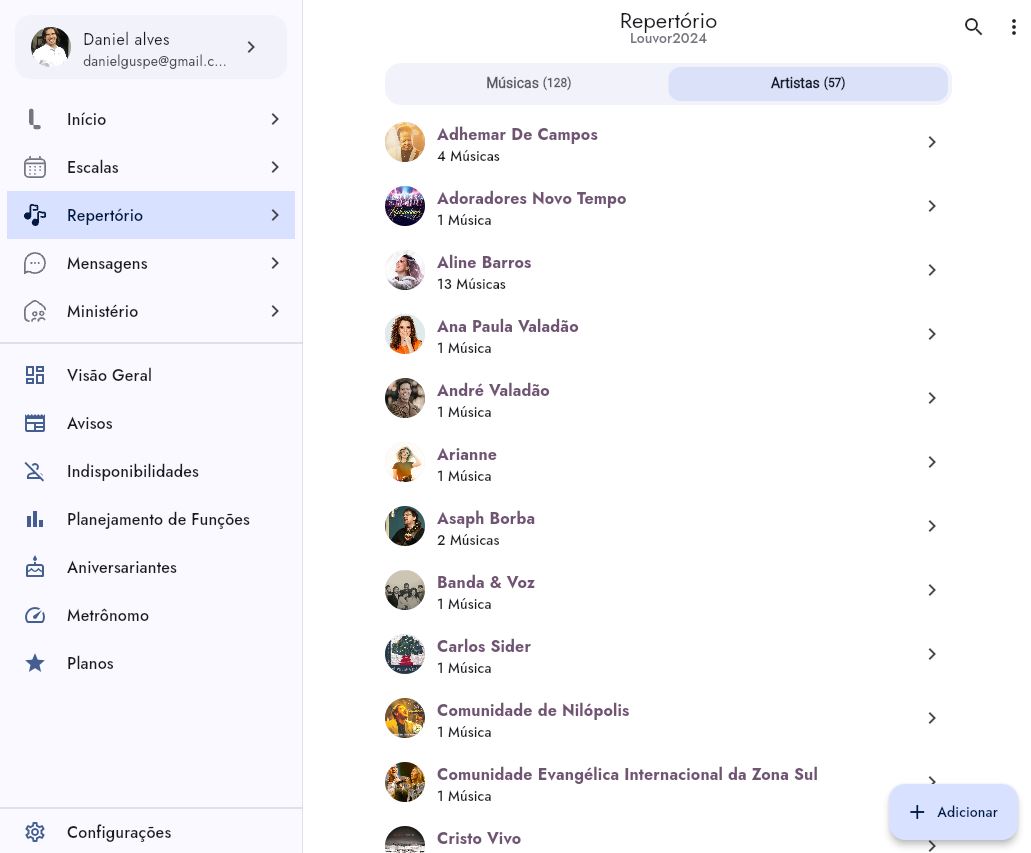 Daniel alves
danielguspe@gmail.c...
Início
Escalas
Repertório
Mensagens
Ministério
Visão Geral
Avisos
Indisponibilidades
Planejamento de Funções
Aniversariantes
Metrônomo
Planos
Configurações
Repertório
Louvor2024
Músicas (128)
Artistas (57)
Adhemar De Campos
4 Músicas
Adoradores Novo Tempo
1 Música
Aline Barros
13 Músicas
Ana Paula Valadão
1 Música
André Valadão
1 Música
Arianne
1 Música
Asaph Borba
2 Músicas
Banda & Voz
1 Música
Carlos Sider
1 Música
Comunidade de Nilópolis
1 Música
Comunidade Evangélica Internacional da Zona Sul
1 Música
Cristo Vivo
Adicionar